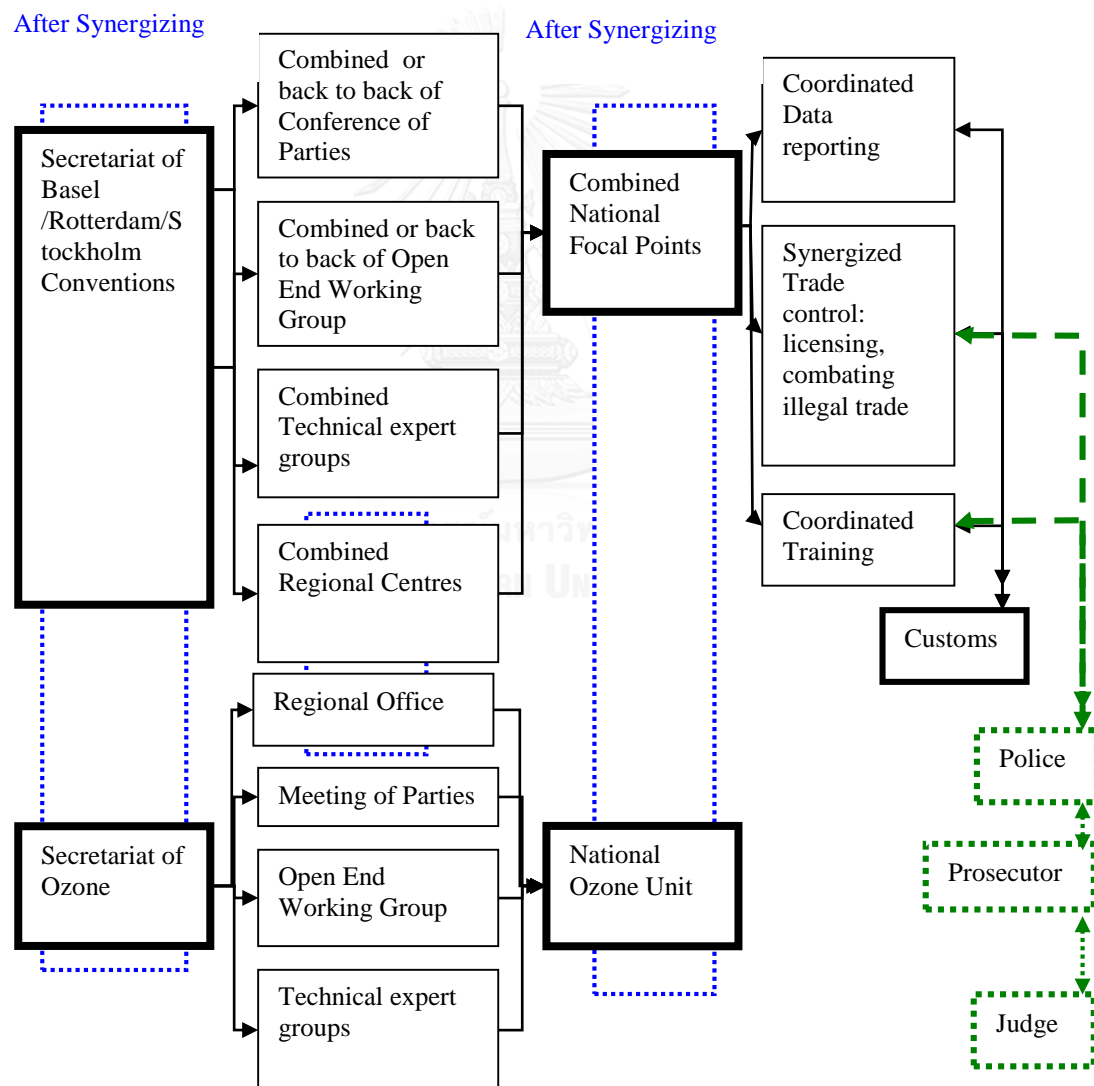 After Synergizing
After Synergizing
Combined or
back to back of
Conference of
Parties
Coordinated
Data
reporting
Secretariat of
Basel
/Rotterdam/S
tockholm
Conventions
Combined
National
Focal Points
Combined or back
to back of Open
End Working
Group
Synergized
Trade
control:
licensing,
combating
illegal trade
Combined
Technical expert
groups
Coordinated
Training
Combined
Regional Centres
Customs
Regional Office
Meeting of Parties
Police
Secretariat of
Ozone
Open End
Working Group
National
Ozone Unit
Prosecutor
Technical expert
groups
Judge